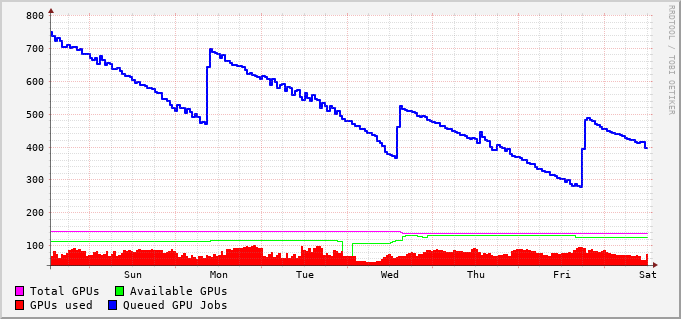 800
700
600
500
400
300
200
100
Sun Mon Tue Wed Thu Fri Sat
Total GPUs Available GPUs
GPUs used Queued GPU Jobs
RRDTOOL / TOBI OETIKER